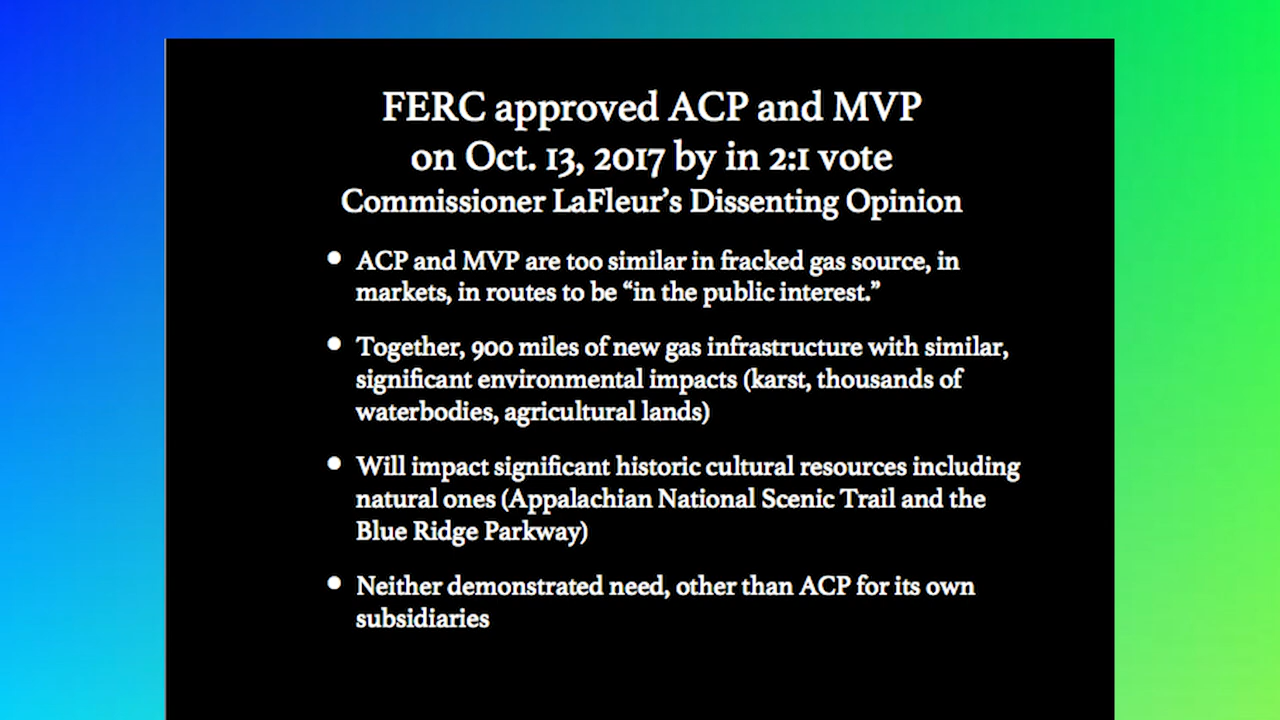 FERC approved ACP and MVP
on Oct. 13, 2017 by in 2:1 vote
Commissioner LaFleur’s Dissenting Opinion
• ACP and MVP are too similar in fracked gas source, in
markets, in routes to be “in the public interest.”
• Together, 900 miles of new gas infrastructure with similar,
significant environmental impacts (karst, thousands of
waterbodies, agricultural lands)
• Will impact significant historic cultural resources including
natural ones (Appalachian National Scenic Trail and the
Blue Ridge Parkway)
• Neither demonstrated need, other than ACP for its own
subsidiaries